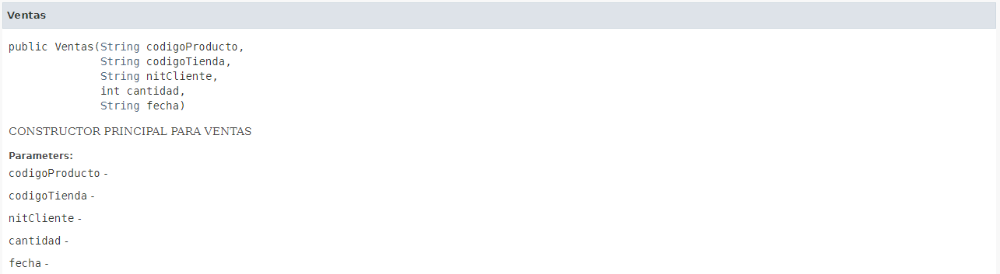 Ventas
public Ventas(String codigoProducto,
String codigoTienda,
String nitCliente,
int cantidad,
String fecha)
CONSTRUCTOR PRINCIPAL PARA VENTAS
Parameters:
codigoProducto -
codigoTienda -
nitCliente -
cantidad -
fecha -